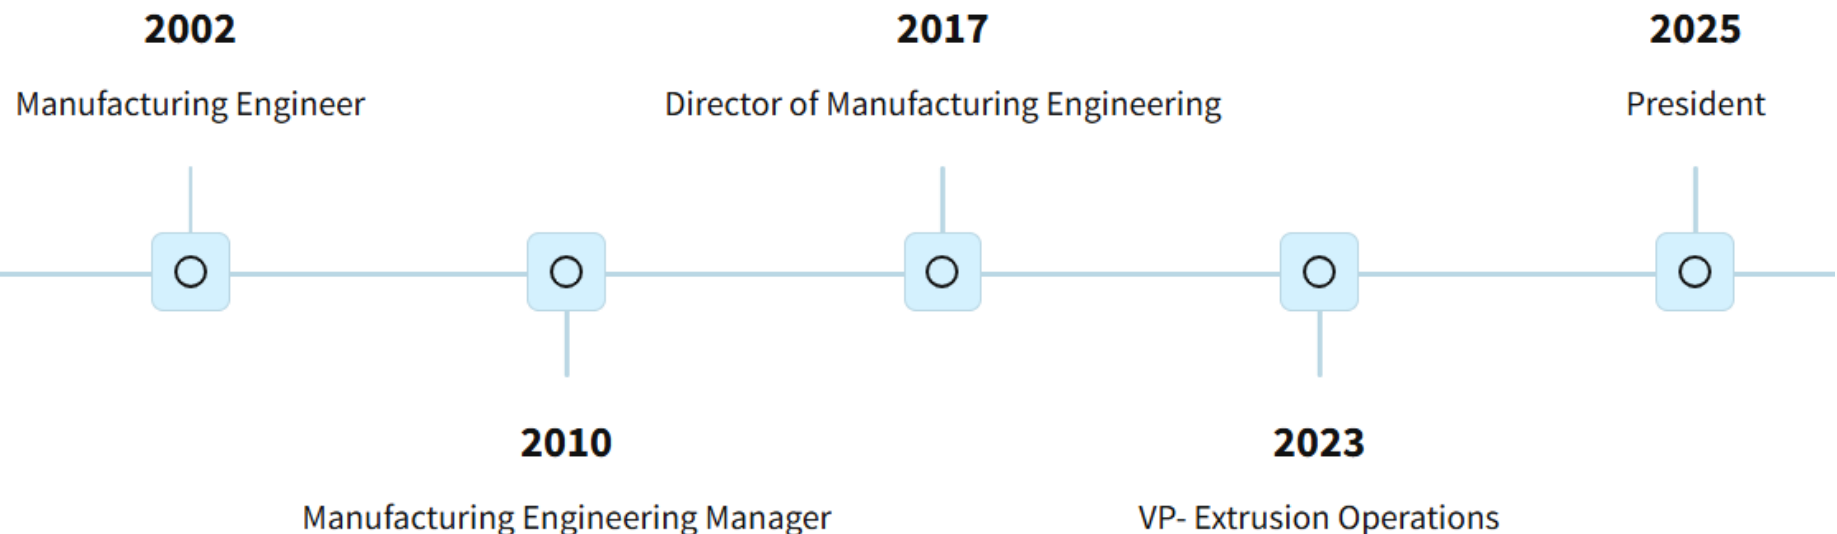 2002
Manufacturing Engineer
2010
Manufacturing Engineering Manager
2017
Director of Manufacturing Engineering
2023
VP- Extrusion Operations
2025
President